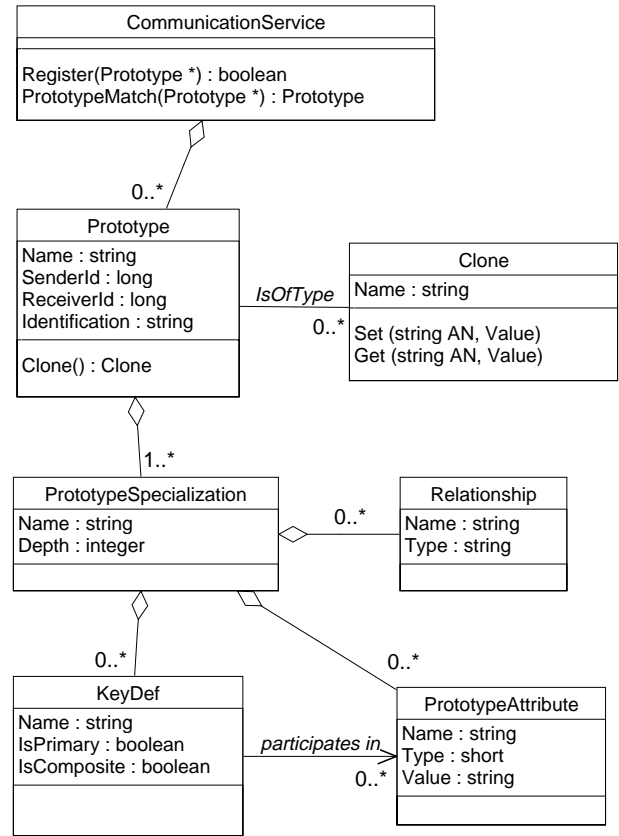 CommunicationService
Register(Prototype *) : boolean
PrototypeMatch(Prototype *) : Prototype
0..*
Prototype
Name : string
SenderId : long
ReceiverId : long
Identification : string
Clone() : Clone
IsOfType
0..*
Clone
Name : string
Set (string AN, Value)
Get (string AN, Value)
1..*
PrototypeSpecialization
Name : string
Depth : integer
0..*
Relationship
Name : string
Type : string
0..*
0..*
KeyDef
Name : string
IsPrimary : boolean
IsComposite : boolean
participates in
0..*
PrototypeAttribute
Name : string
Type : short
Value : string